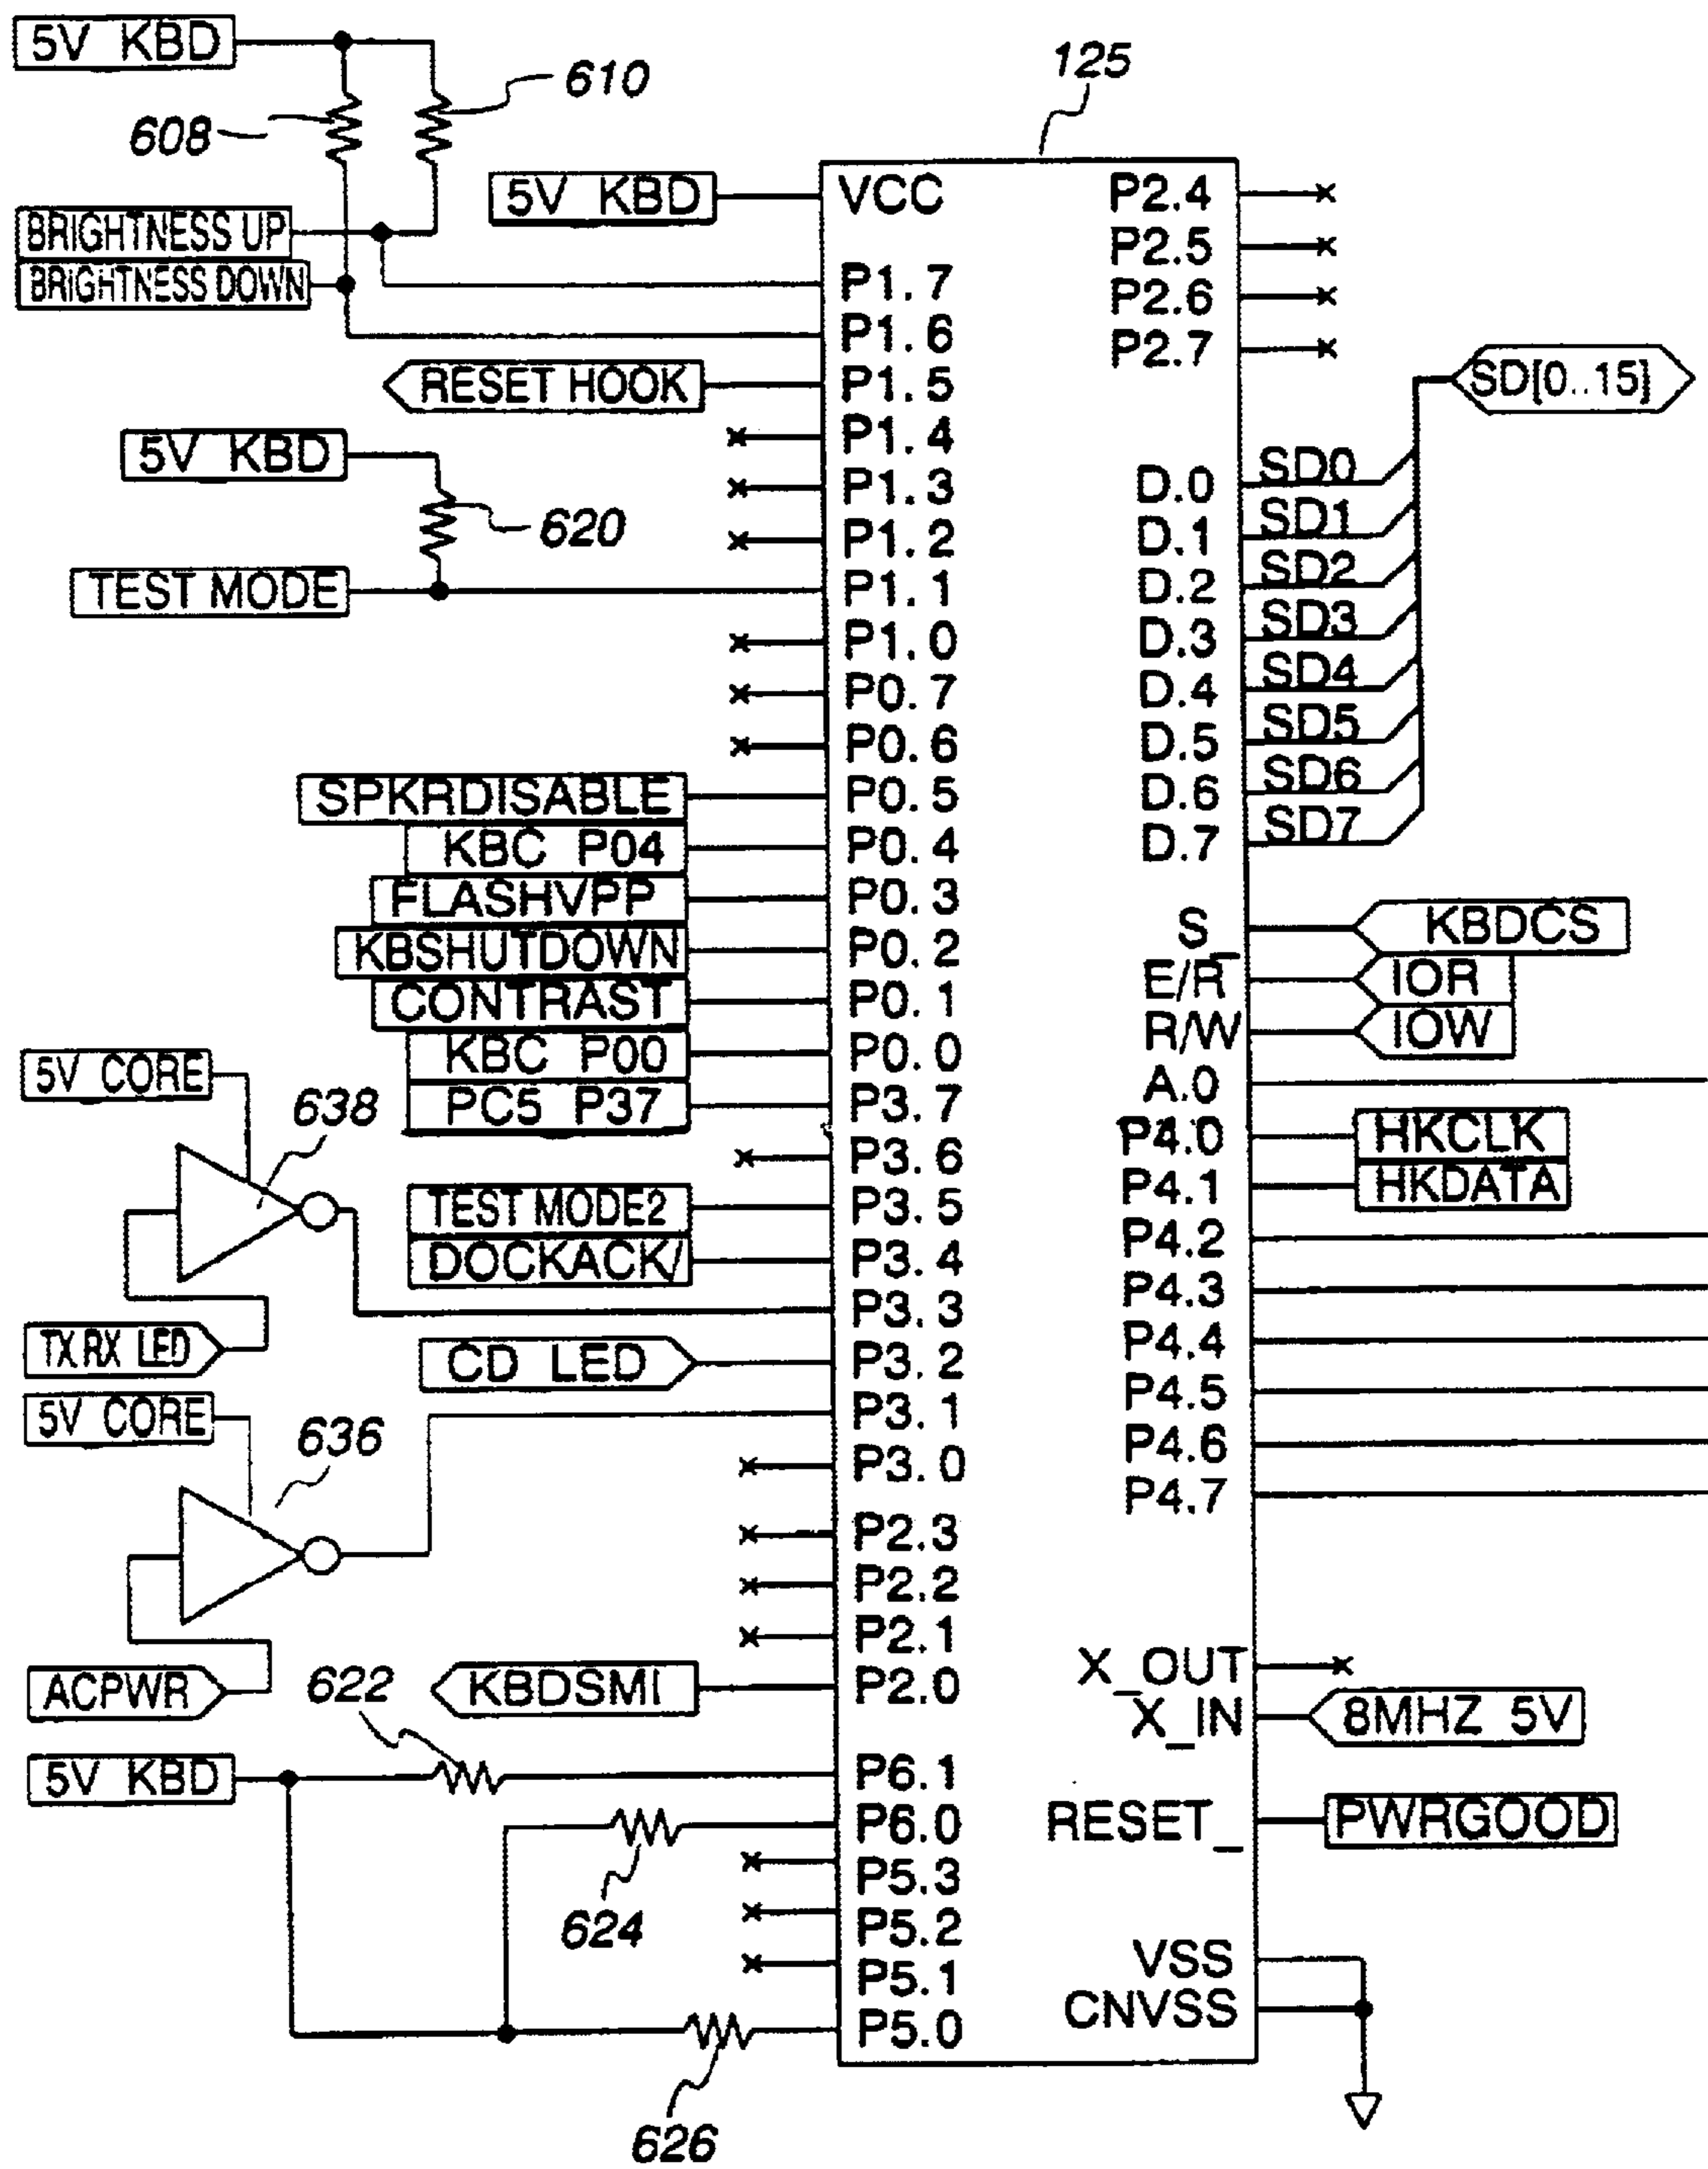 5V KBD
610
608
125
5V KBD
VCC
P2.4
BRIGHTNESS UP
P2.5
BRIGHTNESS DOWN
P1.7
P2.6
P1.6
P2.7
RESET HOOK
P1.5
SD[0..15]
P1.4
5V KBD
P1.3
D.0
SD0
620
P1.2
D.1
SD1
TEST MODE
P1.1
D.2
SD2
P1.0
D.3
SD3
P0.7
D.4
SD4
P0.6
D.5
SD5
SPKRDISABLE
P0.5
D.6
SD6
KBC P04
P0.4
D.7
SD7
FLASHVPP
P0.3
S_
KBDCS
KBSHUTDOWN
P0.2
E/R
IOR
CONTRAST
P0.1
R/W
IOW
KBC P00
P0.0
A.0
5V CORE
638
PC5 P37
P3.7
P4.0
HKCLK
P3.6
P4.1
HKDATA
TEST MODE2
P3.5
P4.2
DOCKACK/
P3.4
P4.3
P3.3
P4.4
TX RX LED
CD LED
P3.2
P4.5
5V CORE
636
P3.1
P4.6
P3.0
P4.7
P2.3
P2.2
P2.1
X_OUT
ACPWR
622
KBDSMI
P2.0
X_IN
8MHZ 5V
5V KBD
P6.1
P6.0
RESET_
PWRGOOD
P5.3
624
P5.2
VSS
P5.1
CNVSS
P5.0
626